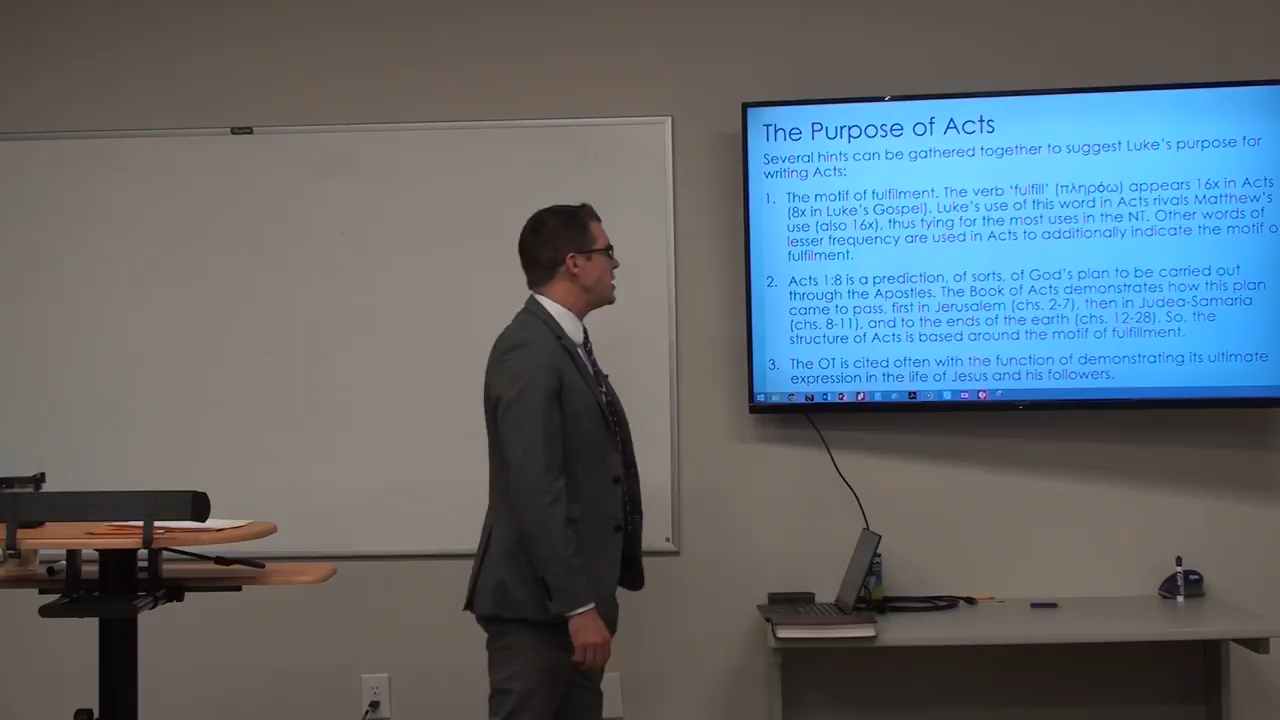 The Purpose of Acts
Several hints can be gathered together to suggest Luke's purpose for
writing Acts:
1. The motif of fulfilment. The verb 'fulfill' (πληρόω) appears 16x in Acts
(8x in Luke's Gospel). Luke's use of this word in Acts rivals Matthew's
use (also 16x), thus tying for the most uses in the NT. Other words of
lesser frequency are used in Acts to additionally indicate the motif o
fulfilment.
2. Acts 1:8 is a prediction, of sorts, of God's plan to be carried out
through the Apostles. The Book of Acts demonstrates how this plan
came to pass, first in Jerusalem (chs. 2-7), then in Judea-Samaria
(chs. 8-11), and to the ends of the earth (chs. 12-28). So, the
structure of Acts is based around the motif of fulfillment.
3. The OT is cited often with the function of demonstrating its ultimate
expression in the life of Jesus and his followers.